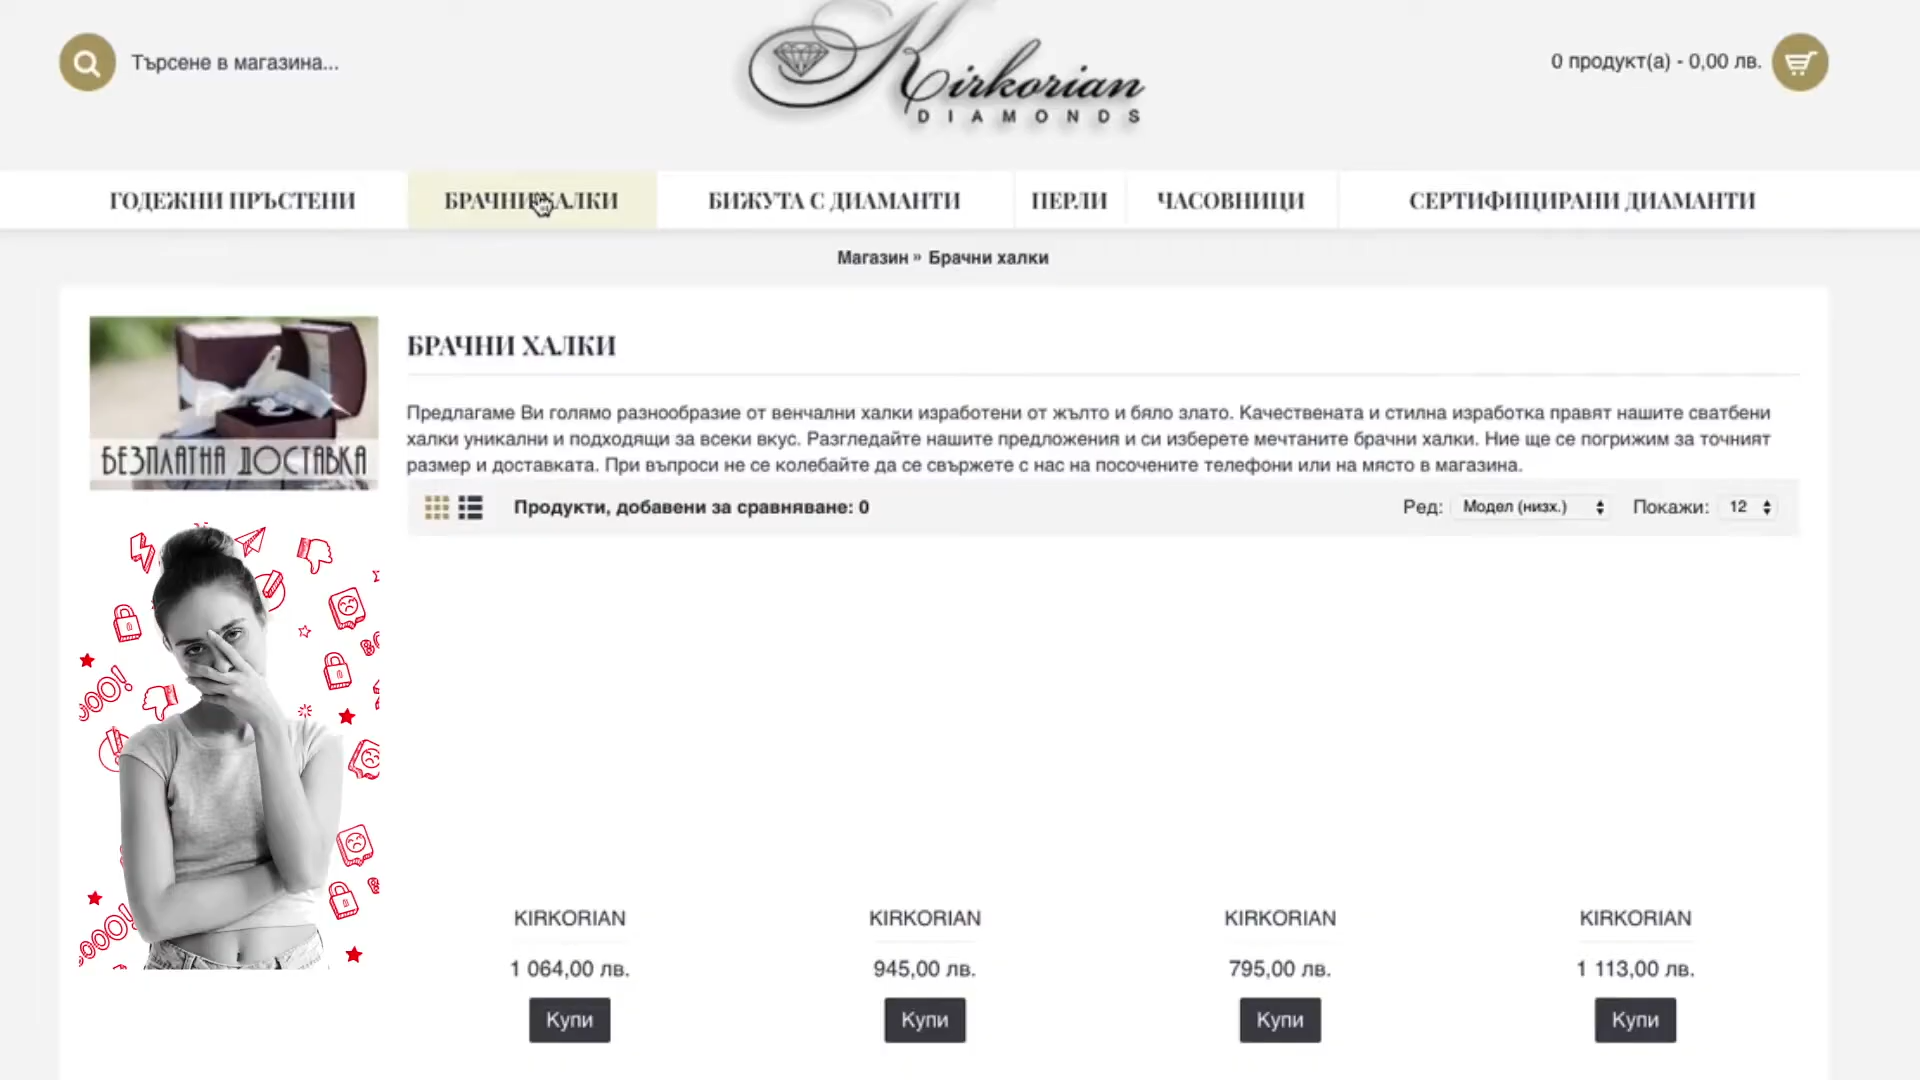 Търсене в магазина...
Kirkorian
DIAMONDS
0 продукт(а) - 0,00 лв.
ГОДЕЖНИ ПРЪСТЕНИ
БРАЧНИ ХАЛКИ
БИЖУТА С ДИАМАНТИ
ПЕРЛИ
ЧАСОВНИЦИ
СЕРТИФИЦИРАНИ ДИАМАНТИ
Магазин » Брачни халки
БЕЗПЛАТНА ДОСТАВКА
БРАЧНИ ХАЛКИ
Предлагаме Ви голямо разнообразие от венчални халки изработени от жълто и бяло злато. Качествената и стилна изработка правят нашите сватбени
халки уникални и подходящи за всеки вкус. Разгледайте нашите предложения и си изберете мечтаните брачни халки. Ние ще се погрижим за точният
размер и доставката. При въпроси не се колебайте да се свържете с нас на посочените телефони или на място в магазина.
Продукти, добавени за сравняване: 0
Ред: Модел (низх.)
Покажи: 12
KIRKORIAN
1 064,00 лв.
Купи
KIRKORIAN
945,00 лв.
Купи
KIRKORIAN
795,00 лв.
Купи
KIRKORIAN
1 113,00 лв.
Купи